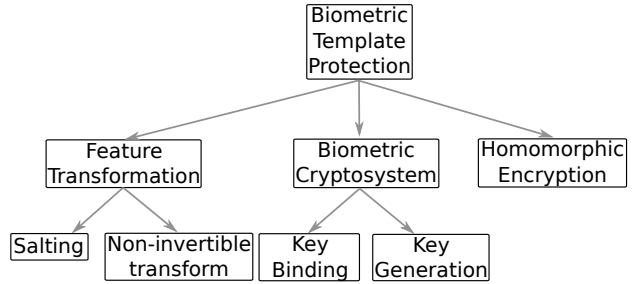 Biometric
Template
Protection
Feature
Transformation
Biometric
Cryptosystem
Homomorphic
Encryption
Salting
Non-invertible
transform
Key
Binding
Key
Generation